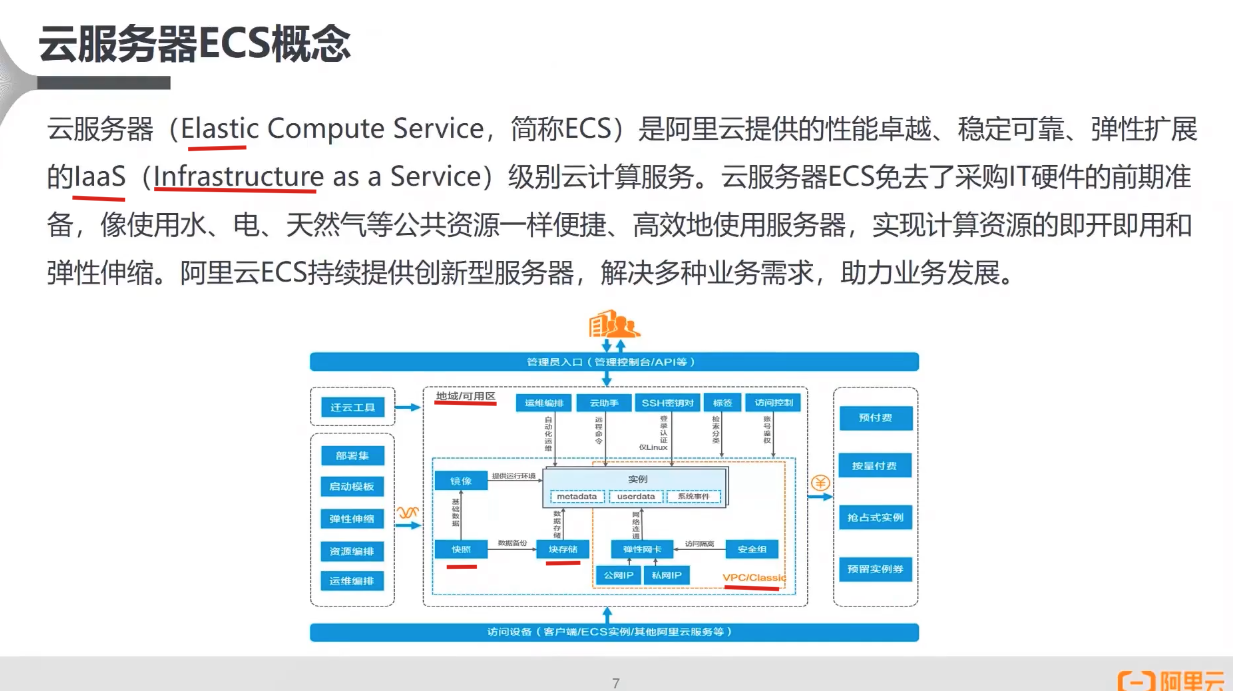 云服务器ECS概念
云服务器（Elastic Compute Service，简称ECS）是阿里云提供的性能卓越、稳定可靠、弹性扩展
的IaaS（Infrastructure as a Service）级别云计算服务。云服务器ECS免去了采购IT硬件的前期准
备，像使用水、电、天然气等公共资源一样便捷、高效地使用服务器，实现计算资源的即开即用和
弹性伸缩。阿里云ECS持续提供创新型服务器，解决多种业务需求，助力业务发展。
管理员入口（管理控制台/API等）
迁云工具
部署集
启动模板
弹性伸缩
资源编排
运维编排
地域/可用区
运维编排
云助手
SSH密钥对
标签
访问控制
自动化运维
远程命令
登录认证
仅Linux
检索分类
账号鉴权
镜像
提供运行环境
实例
metadata
userdata
系统事件
基础数据
数据存储
网络连通
快照
数据备份
块存储
弹性网卡
访问隔离
安全组
公网IP
私网IP
VPC/Classic
预付费
按量付费
抢占式实例
预留实例券
访问设备（客户端/ECS实例/其他阿里云服务等）
7
阿里云